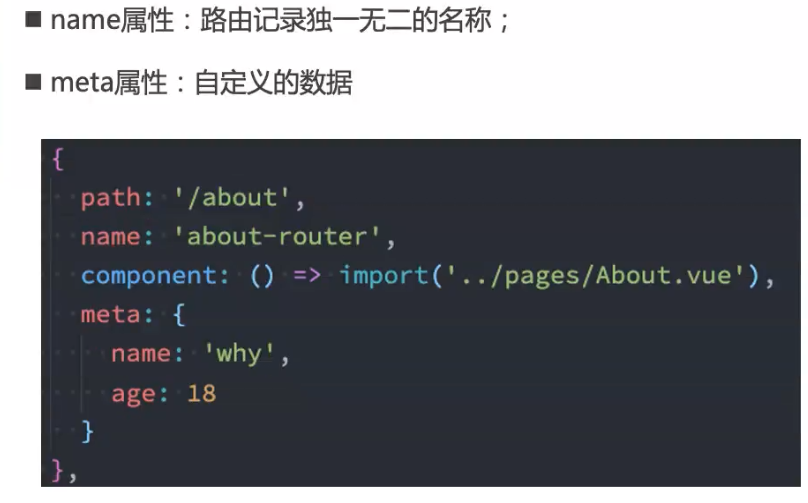 ■ name属性：路由记录独一无二的名称；
■ meta属性：自定义的数据
{
  path: '/about',
  name: 'about-router',
  component: () => import('../pages/About.vue'),
  meta: {
    name: 'why',
    age: 18
  }
},